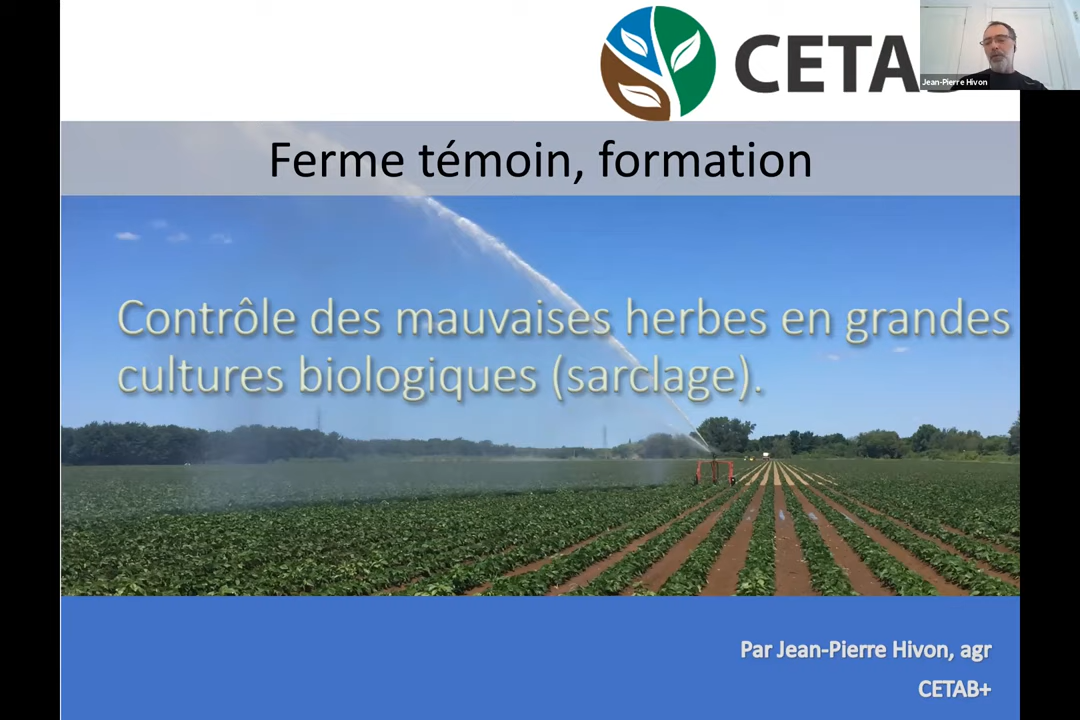 CETAB
Jean-Pierre Hivon
Ferme témoin, formation
Contrôle des mauvaises herbes en grandes
cultures biologiques (sarclage).
Par Jean-Pierre Hivon, agr
CETAB+